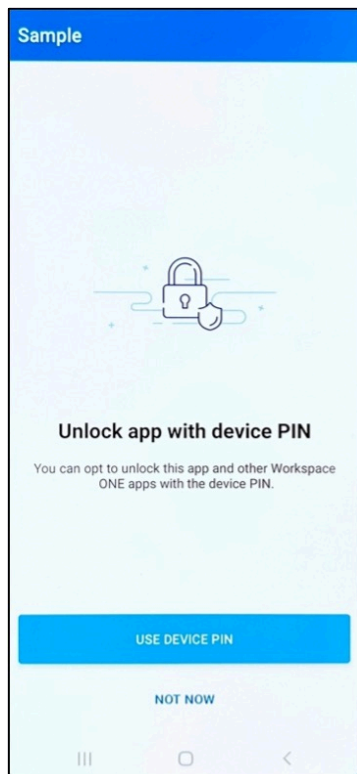 Sample
Unlock app with device PIN
You can opt to unlock this app and other Workspace
ONE apps with the device PIN.
USE DEVICE PIN
NOT NOW